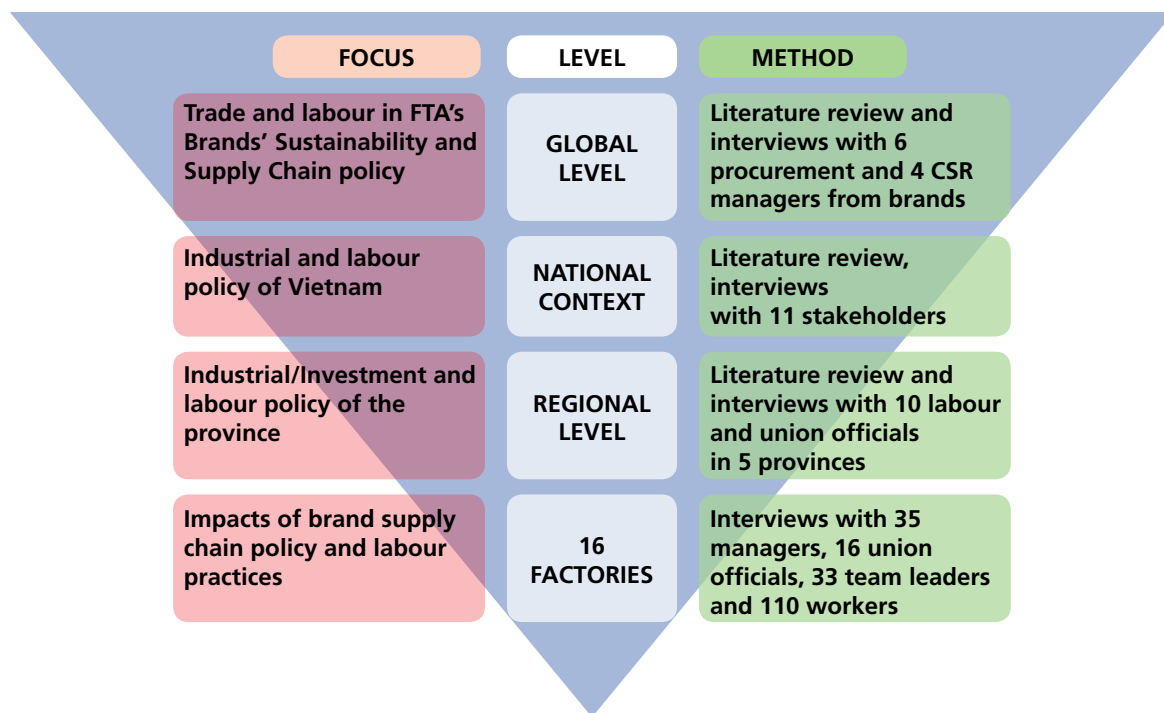 FOCUS
LEVEL
METHOD
Trade and labour in FTA's
Brands' Sustainability and
Supply Chain policy
GLOBAL
LEVEL
Literature review and
interviews with 6
procurement and 4 CSR
managers from brands
Industrial and labour
policy of Vietnam
NATIONAL
CONTEXT
Literature review,
interviews
with 11 stakeholders
Industrial/Investment and
labour policy of the
province
REGIONAL
LEVEL
Literature review and
interviews with 10 labour
and union officials
in 5 provinces
Impacts of brand supply
chain policy and labour
practices
16
FACTORIES
Interviews with 35
managers, 16 union
officials, 33 team leaders
and 110 workers